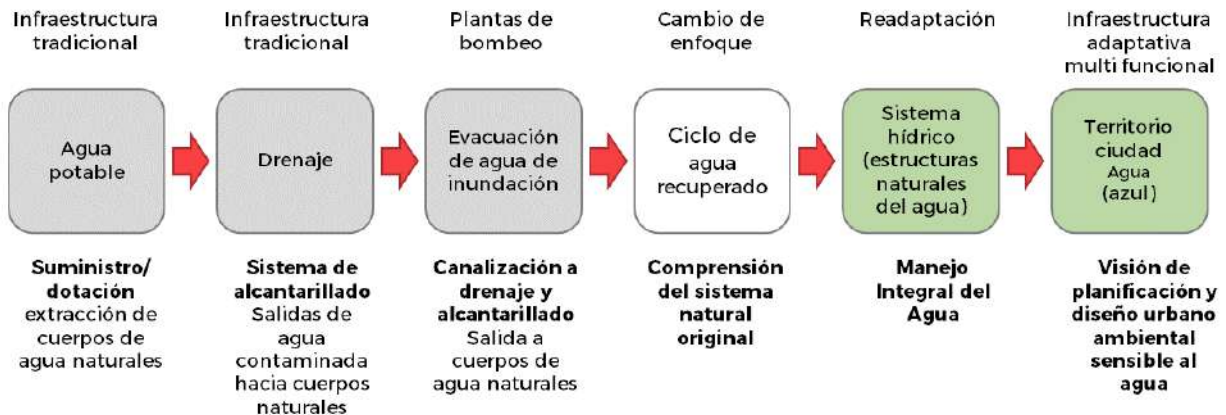 Infraestructura
tradicional
Infraestructura
tradicional
Plantas de
bombeo
Cambio de
enfoque
Readaptación
Infraestructura
adaptativa
multi funcional
Agua
potable
Drenaje
Evacuación
de agua de
inundación
Ciclo de
agua
recuperado
Sistema
hídrico
(estructuras
naturales
del agua)
Territorio
ciudad
Agua
(azul)
Suministro/
dotación
extracción de
cuerpos de
agua naturales
Sistema de
alcantarillado
Salidas de
agua
contaminada
hacia cuerpos
naturales
Canalización a
drenaje y
alcantarillado
Salida a
cuerpos de
agua naturales
Comprensión
del sistema
natural
original
Manejo
Integral del
Agua
Visión de
planificación y
diseño urbano
ambiental
sensible al
agua